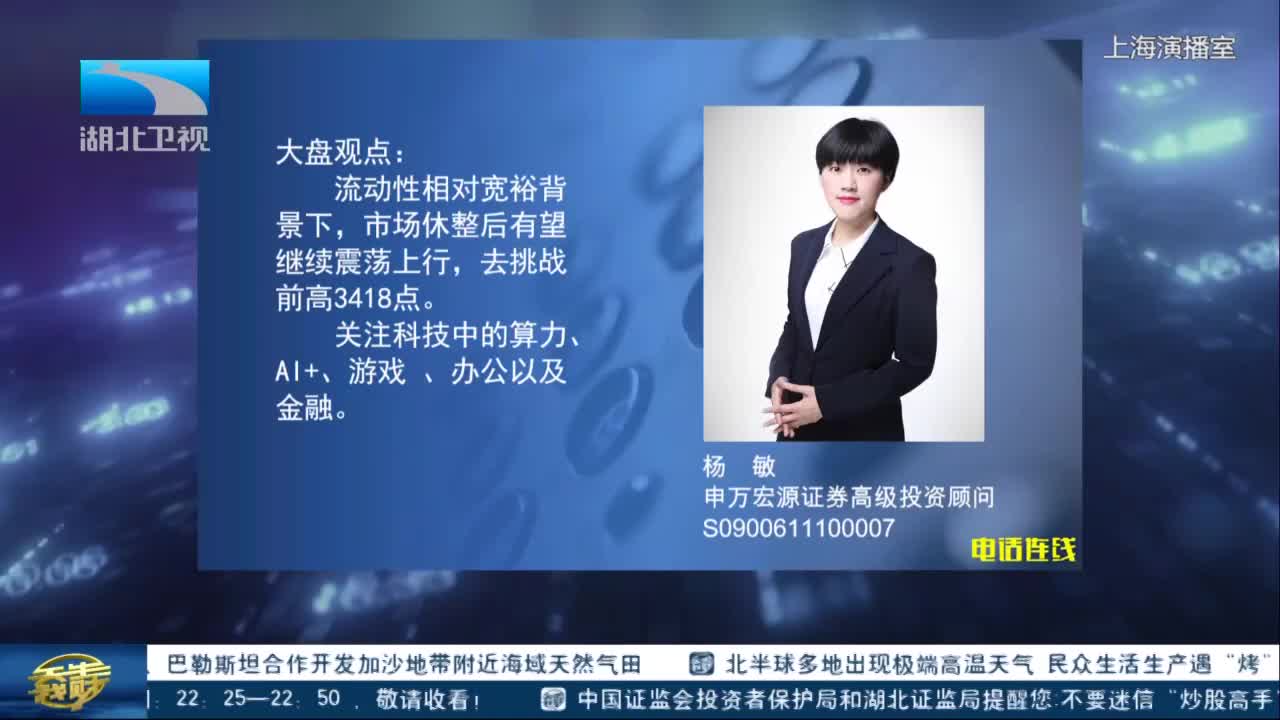 上海演播室
湖北卫视
大盘观点：
流动性相对宽裕背
景下，市场休整后有望
继续震荡上行，去挑战
前高3418点。
关注科技中的算力、
AI+、游戏 、办公以及
金融。
杨 敏
申万宏源证券高级投资顾问
S0900611100007
电话连线
巴勒斯坦合作开发加沙地带附近海域天然气田 北半球多地出现极端高温天气 民众生活生产遇“烤”
22：25—22：50 ，敬请收看！ 中国证监会投资者保护局和湖北证监局提醒您:不要迷信“炒股高手